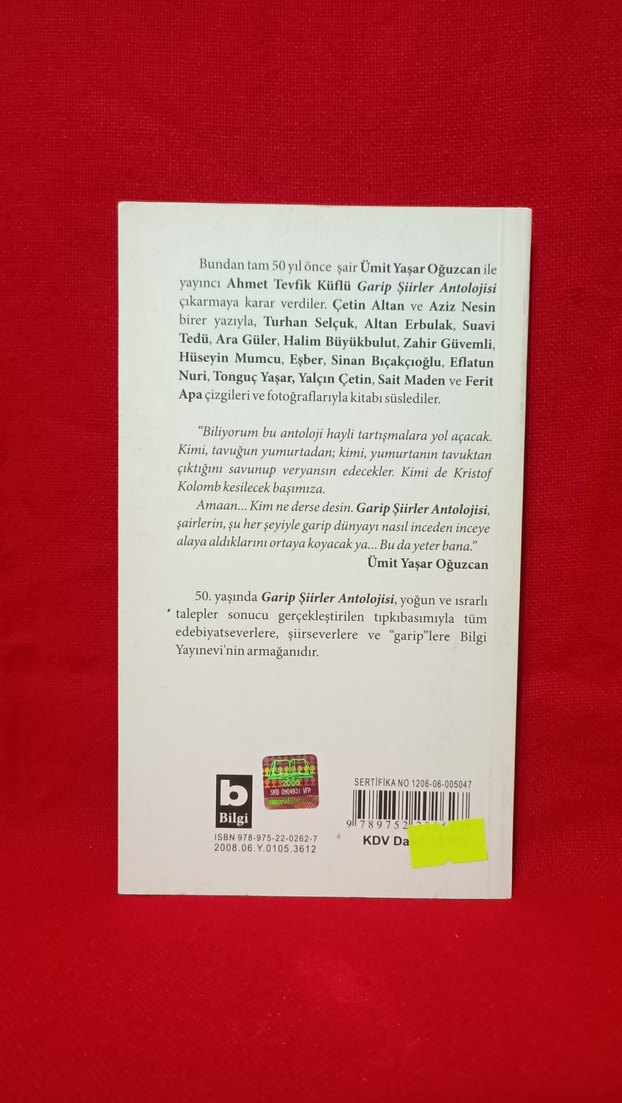 Bundan tam 50 yıl önce şair Ümit Yaşar Oğuzcan ile
yayıncı Ahmet Tevfik Küflü Garip Şiirler Antolojisi
çıkarmaya karar verdiler. Çetin Altan ve Aziz Nesin
birer yazıyla, Turhan Selçuk, Altan Erbulak, Suavi
Tedü, Ara Güler, Halim Büyükbulut, Zahir Güvemli,
Hüseyin Mumcu, Eşber, Sinan Bıçakçıoğlu, Eflatun
Nuri, Tonguç Yaşar, Yalçın Çetin, Sait Maden ve Ferit
Apa çizgileri ve fotoğraflarıyla kitabı süslediler.
“Biliyorum bu antoloji hayli tartışmalara yol açacak.
Kimi, tavuğun yumurtadan; kimi, yumurtanın tavuktan
çıktığını savunup veryansın edecekler. Kimi de Kristof
Kolomb kesilecek başımıza.
Amaan... Kim ne derse desin. Garip Şiirler Antolojisi,
şairlerin, şu her şeyiyle garip dünyayı nasıl inceden inceye
alaya aldıklarını ortaya koyacak ya... Bu da yeter bana.”
Ümit Yaşar Oğuzcan
50. yaşında Garip Şiirler Antolojisi, yoğun ve ısrarlı
talepler sonucu gerçekleştirilen tıpkıbasımıyla tüm
edebiyatseverlere, şiirseverlere ve “garip”lere Bilgi
Yayınevi'nin armağanıdır.
b
Bilgi
ISBN 978-975-22-0262-7
2008.06.Y.0105.3612
2008
SKB 0904931 VFP
SERTİFİKA NO 1206-06-005047
9 789752
KDV